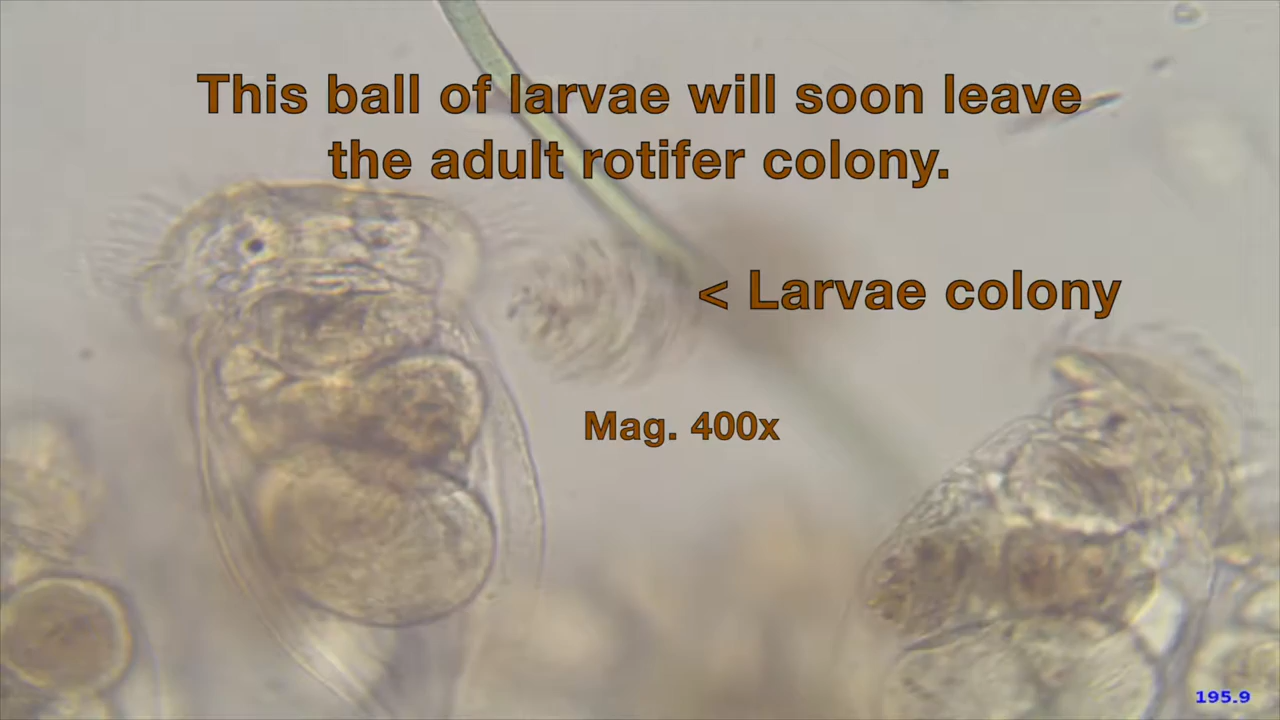 This ball of larvae will soon leave
the adult rotifer colony.
< Larvae colony
Mag. 400x
195.9